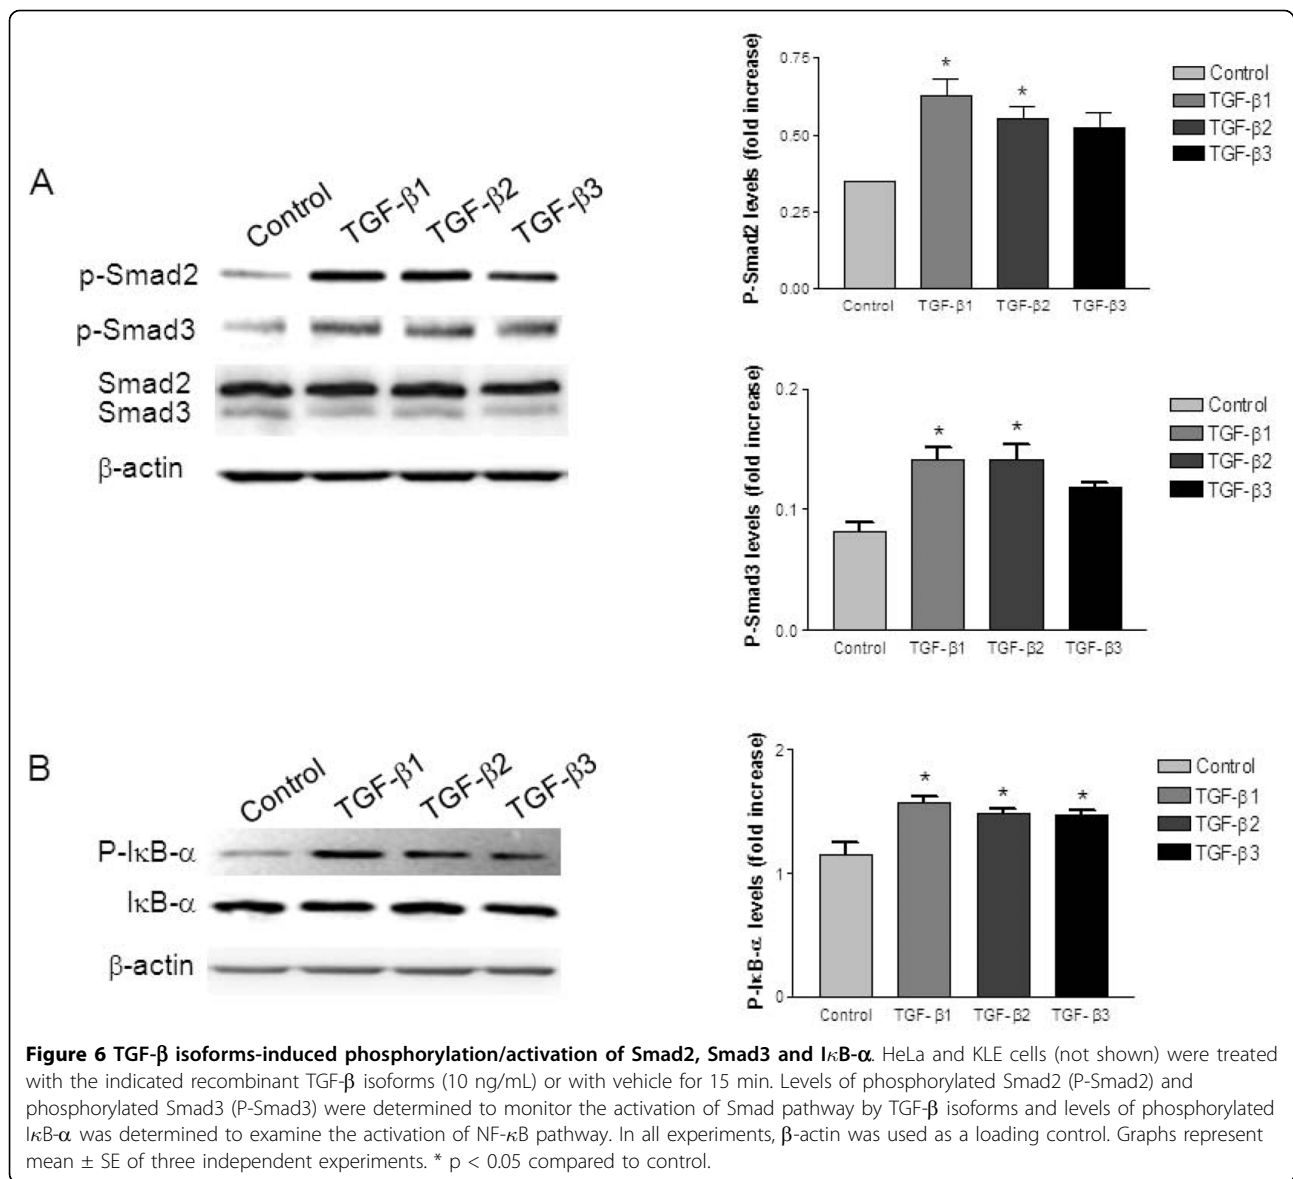 A
Control
TGF-β1
TGF-β2
TGF-β3
p-Smad2
p-Smad3
Smad2
Smad3
β-actin
P-Smad2 levels (fold increase)
0.75
0.50
0.25
0.00
*
*
Control
TGF-β1
TGF-β2
TGF-β3
Control
TGF-β1
TGF-β2
TGF-β3
P-Smad3 levels (fold increase)
0.2
0.1
0.0
*
*
Control
TGF-β1
TGF-β2
TGF-β3
Control
TGF-β1
TGF-β2
TGF-β3
B
Control
TGF-β1
TGF-β2
TGF-β3
P-IκB-α
IκB-α
β-actin
P-IκB-α levels (fold increase)
2
1
0
*
*
*
Control
TGF-β1
TGF-β2
TGF-β3
Control
TGF-β1
TGF-β2
TGF-β3
Figure 6 TGF-β isoforms-induced phosphorylation/activation of Smad2, Smad3 and IκB-α. HeLa and KLE cells (not shown) were treated
with the indicated recombinant TGF-β isoforms (10 ng/mL) or with vehicle for 15 min. Levels of phosphorylated Smad2 (P-Smad2) and
phosphorylated Smad3 (P-Smad3) were determined to monitor the activation of Smad pathway by TGF-β isoforms and levels of phosphorylated
IκB-α was determined to examine the activation of NF-κB pathway. In all experiments, β-actin was used as a loading control. Graphs represent
mean ± SE of three independent experiments. * p < 0.05 compared to control.